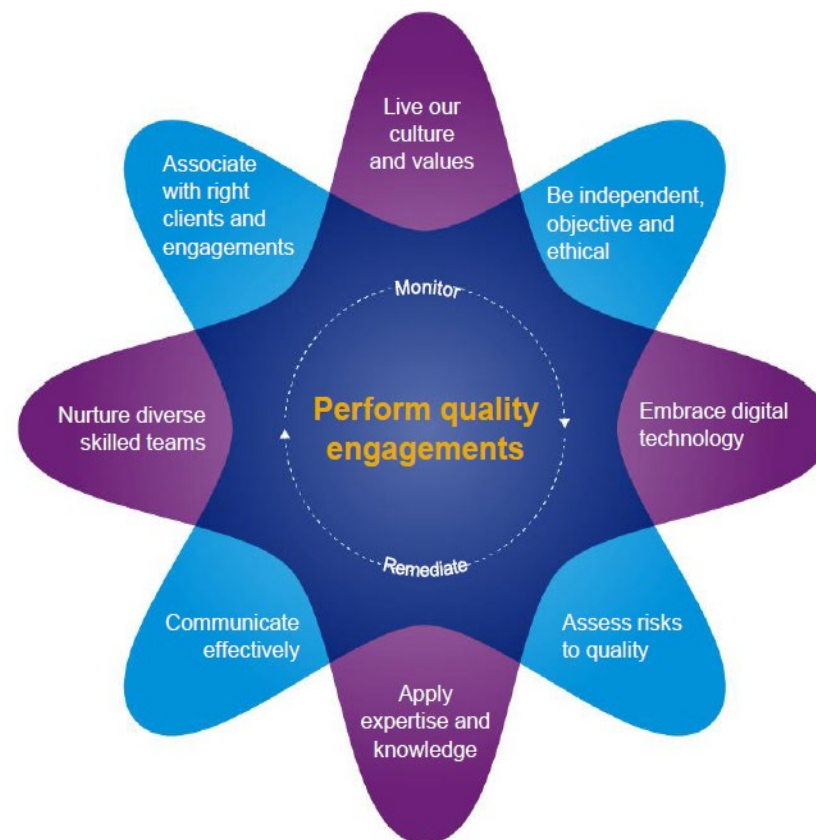 Live our
culture
and values
Be independent,
objective and
ethical
Embrace digital
technology
Assess risks
to quality
Apply
expertise and
knowledge
Communicate
effectively
Nurture diverse
skilled teams
Associate
with right
clients and
engagements
Monitor
Perform quality
engagements
Remediate